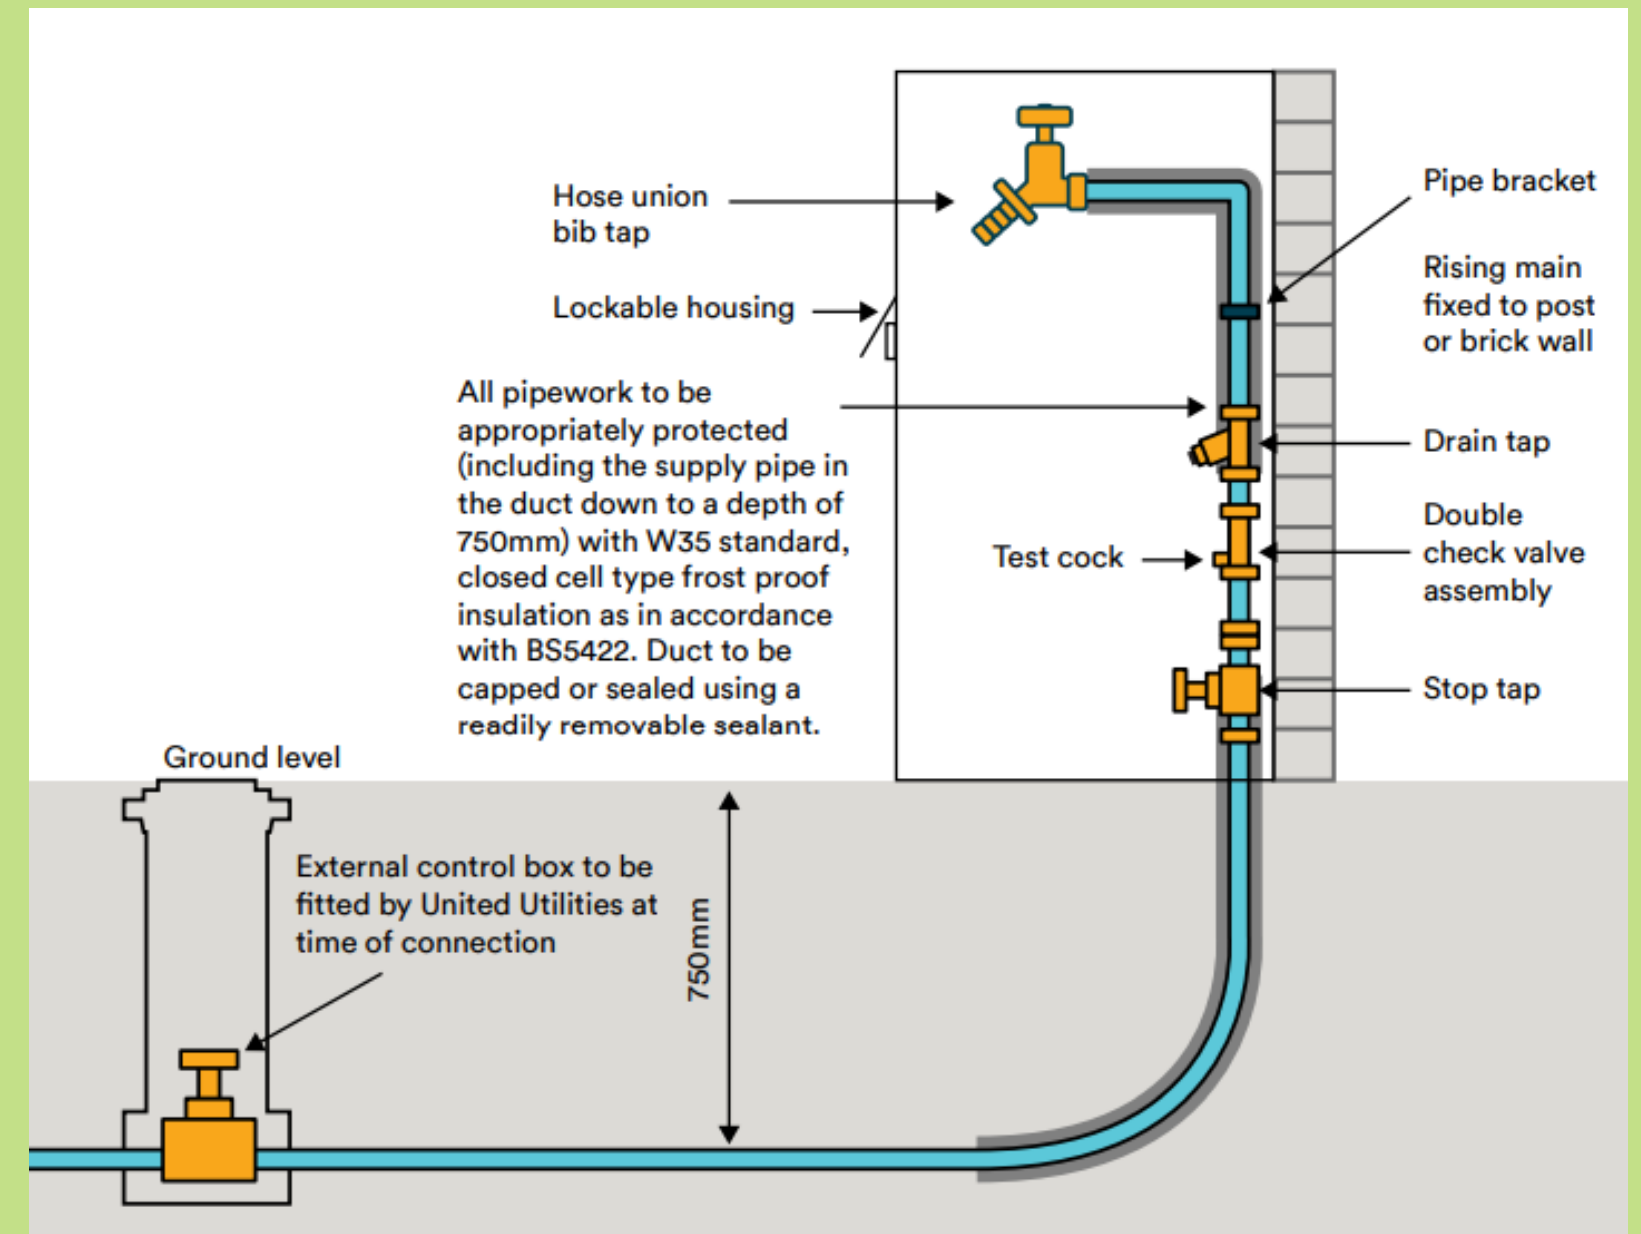 Hose union
bib tap
Lockable housing
All pipework to be
appropriately protected
(including the supply pipe in
the duct down to a depth of
750mm) with W35 standard,
closed cell type frost proof
insulation as in accordance
with BS5422. Duct to be
capped or sealed using a
readily removable sealant.
Pipe bracket
Rising main
fixed to post
or brick wall
Drain tap
Double
check valve
assembly
Test cock
Stop tap
Ground level
External control box to be
fitted by United Utilities at
time of connection
750mm